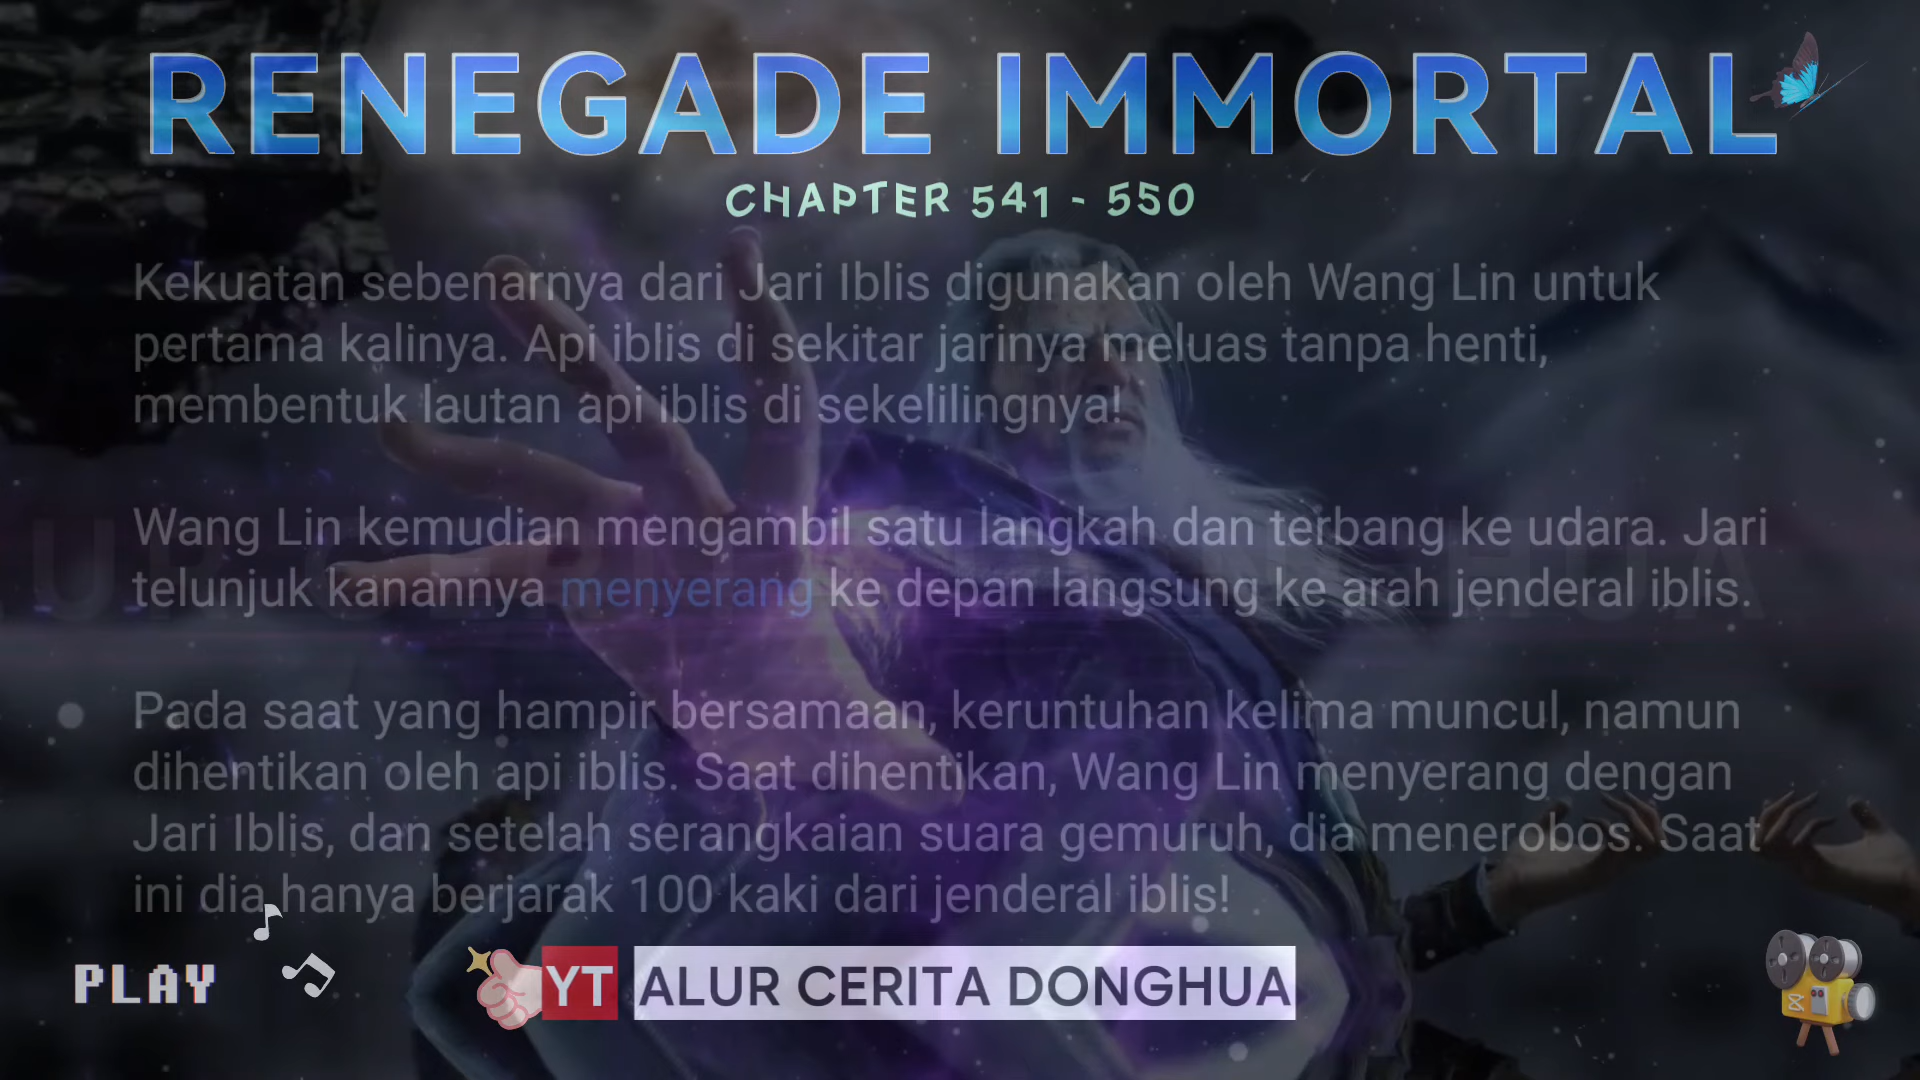 RENEGADE IMMORTAL
CHAPTER 541 - 550
Kekuatan sebenarnya dari Jari Iblis digunakan oleh Wang Lin untuk
pertama kalinya. Api iblis di sekitar jarinya meluas tanpa henti,
membentuk lautan api iblis di sekelilingnya!
Wang Lin kemudian mengambil satu langkah dan terbang ke udara. Jari
telunjuk kanannya menyerang ke depan langsung ke arah jenderal iblis.
Pada saat yang hampir bersamaan, keruntuhan kelima muncul, namun
dihentikan oleh api iblis. Saat dihentikan, Wang Lin menyerang dengan
Jari Iblis, dan setelah serangkaian suara gemuruh, dia menerobos. Saat
ini dia hanya berjarak 100 kaki dari jenderal iblis!
PLAY
YT ALUR CERITA DONGHUA